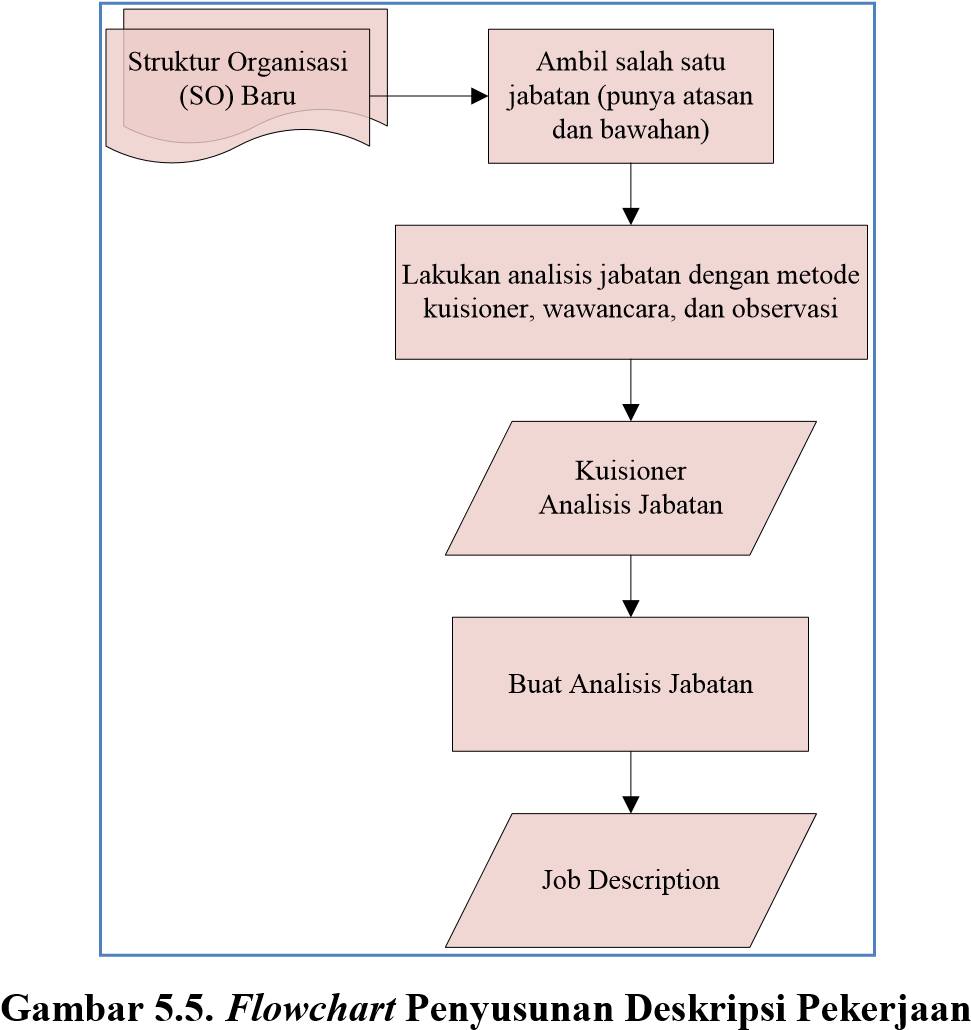 Struktur Organisasi
(SO) Baru
Ambil salah satu
jabatan (punya atasan
dan bawahan)
Lakukan analisis jabatan dengan metode
kuisioner, wawancara, dan observasi
Kuisioner
Analisis Jabatan
Buat Analisis Jabatan
Job Description
Gambar 5.5. Flowchart Penyusunan Deskripsi Pekerjaan